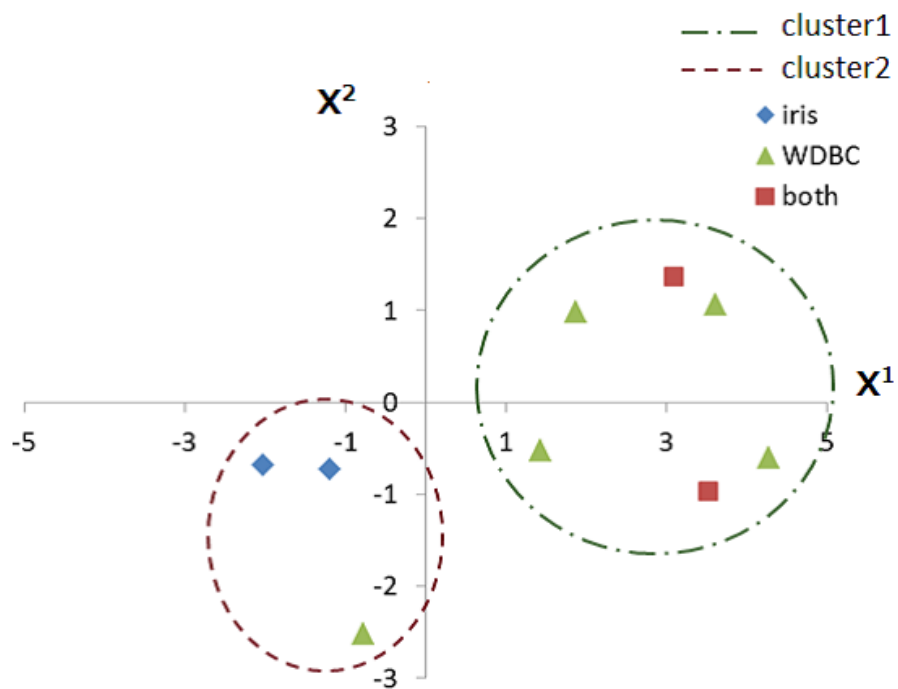 cluster1
cluster2
X²
iris
WDBC
both
3
2
1
0
-1
-2
-3
X¹
-5
-3
-1
1
3
5